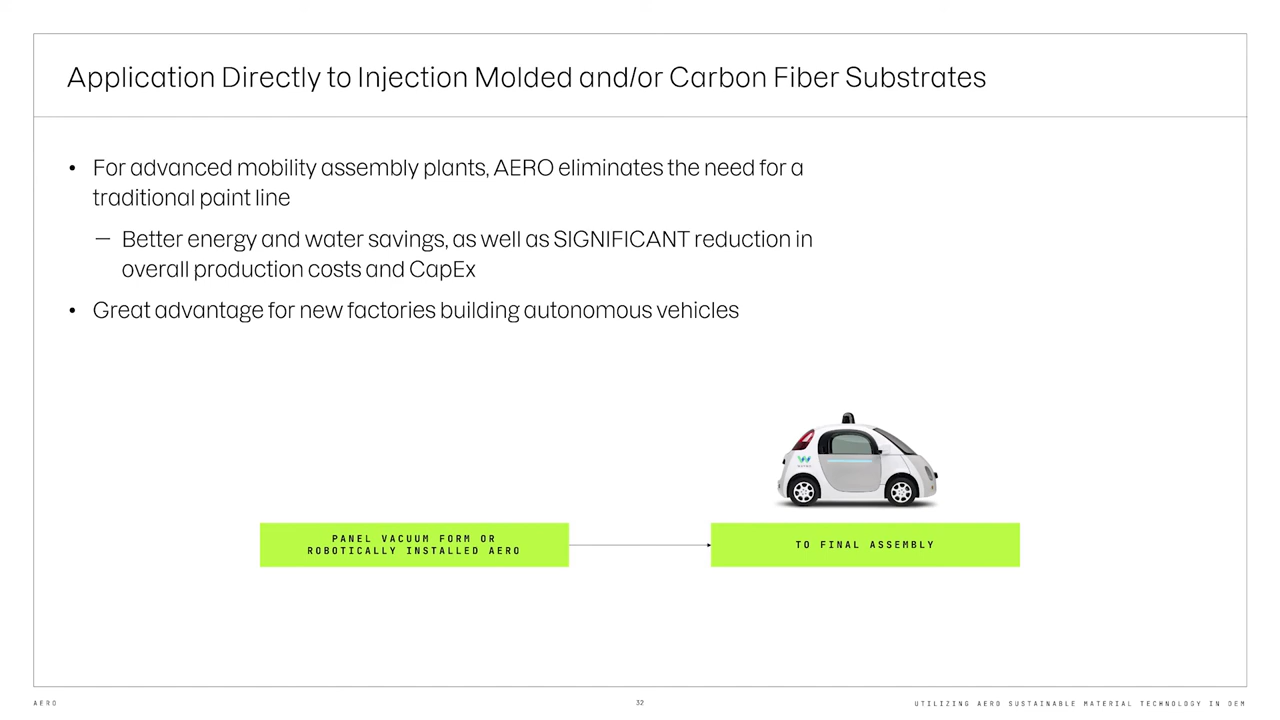 Application Directly to Injection Molded and/or Carbon Fiber Substrates
• For advanced mobility assembly plants, AERO eliminates the need for a
traditional paint line
— Better energy and water savings, as well as SIGNIFICANT reduction in
overall production costs and CapEx
• Great advantage for new factories building autonomous vehicles
PANEL VACUUM FORM OR
ROBOTICALLY INSTALLED AERO
TO FINAL ASSEMBLY
AERO
32
UTILIZING AERO SUSTAINABLE MATERIAL TECHNOLOGY IN OEM